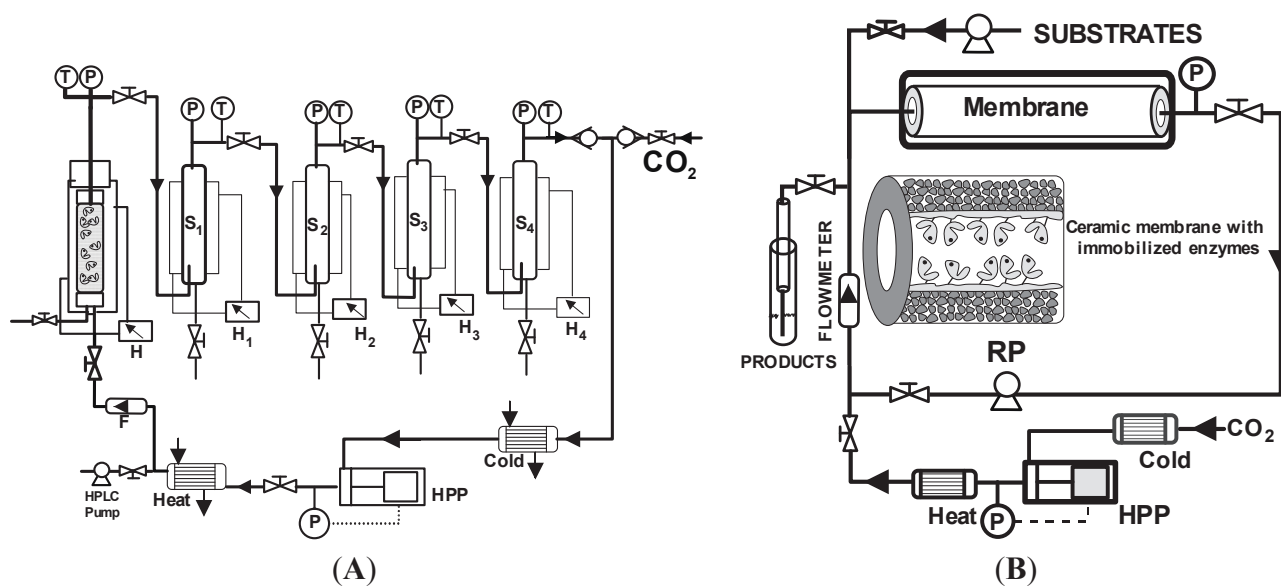 T P
P T
P T
P T
P T
CO₂
S₁
S₂
S₃
S₄
H
H₁
H₂
H₃
H₄
F
HPLC
Pump
Heat
P
HPP
Cold
(A)
SUBSTRATES
P
Membrane
Ceramic membrane with
immobilized enzymes
FLOWMETER
PRODUCTS
RP
CO₂
Cold
Heat
P
HPP
(B)